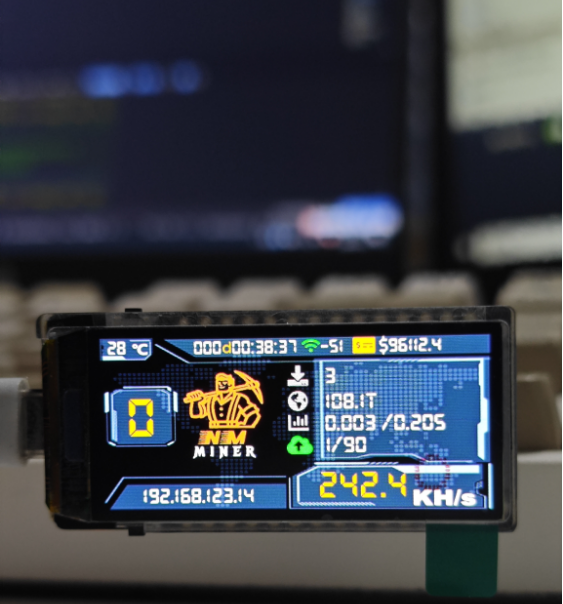 28 ℃ 000d00:38:37 -51 $96112.4
0
NM
MINER
3
108.1T
0.003 /0.205
1/90
192.168.123.14
242.4 KH/s